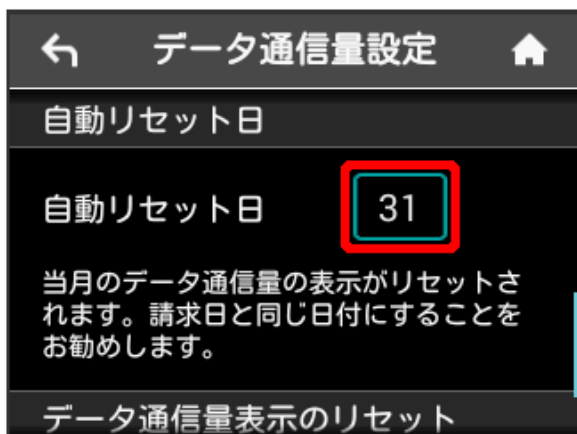 データ通信量設定
自動リセット日
自動リセット日 31
当月のデータ通信量の表示がリセットさ
れます。請求日と同じ日付にすることを
お勧めします。
データ通信量表示のリセット